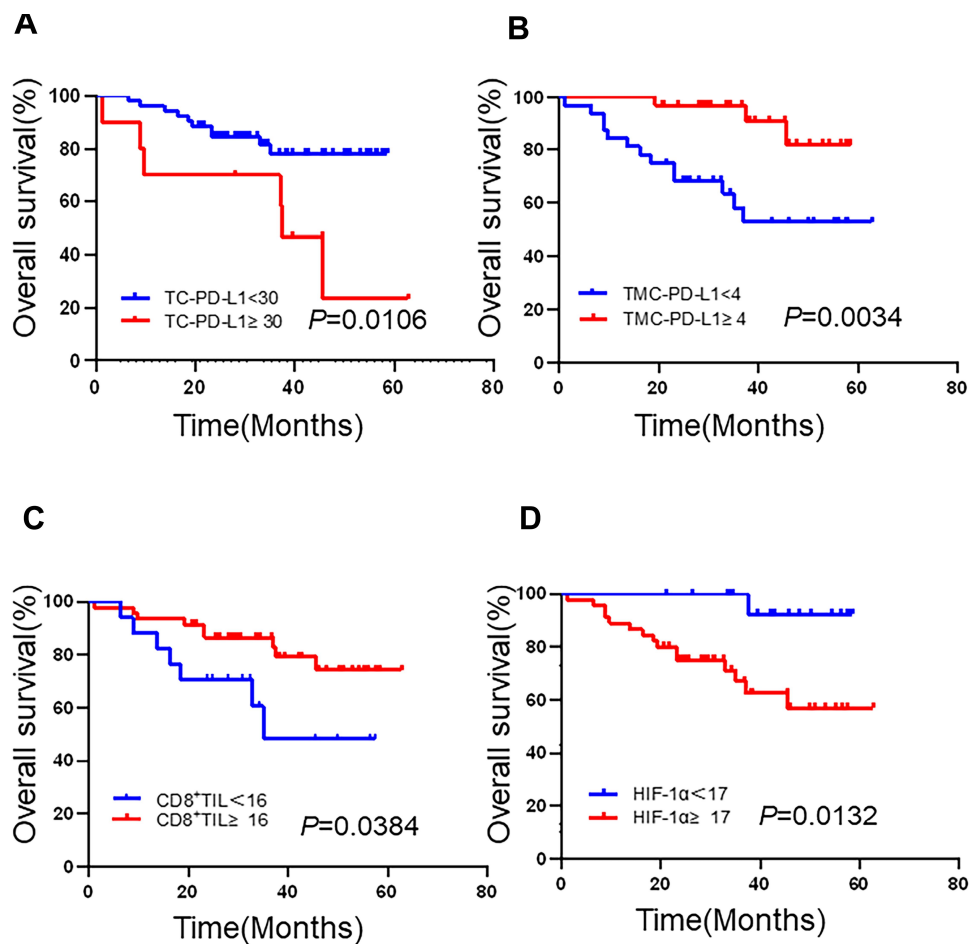 A
Overall survival(%)
100
80
60
40
20
0
TC-PD-L1<30
TC-PD-L1≥ 30
P=0.0106
0 20 40 60 80
Time(Months)
B
Overall survival(%)
100
80
60
40
20
0
TMC-PD-L1<4
TMC-PD-L1≥ 4
P=0.0034
0 20 40 60 80
Time(Months)
C
Overall survival(%)
100
80
60
40
20
0
CD8⁺TIL<16
CD8⁺TIL≥ 16
P=0.0384
0 20 40 60 80
Time(Months)
D
Overall survival(%)
100
80
60
40
20
0
HIF-1α<17
HIF-1α≥ 17
P=0.0132
0 20 40 60 80
Time(Months)